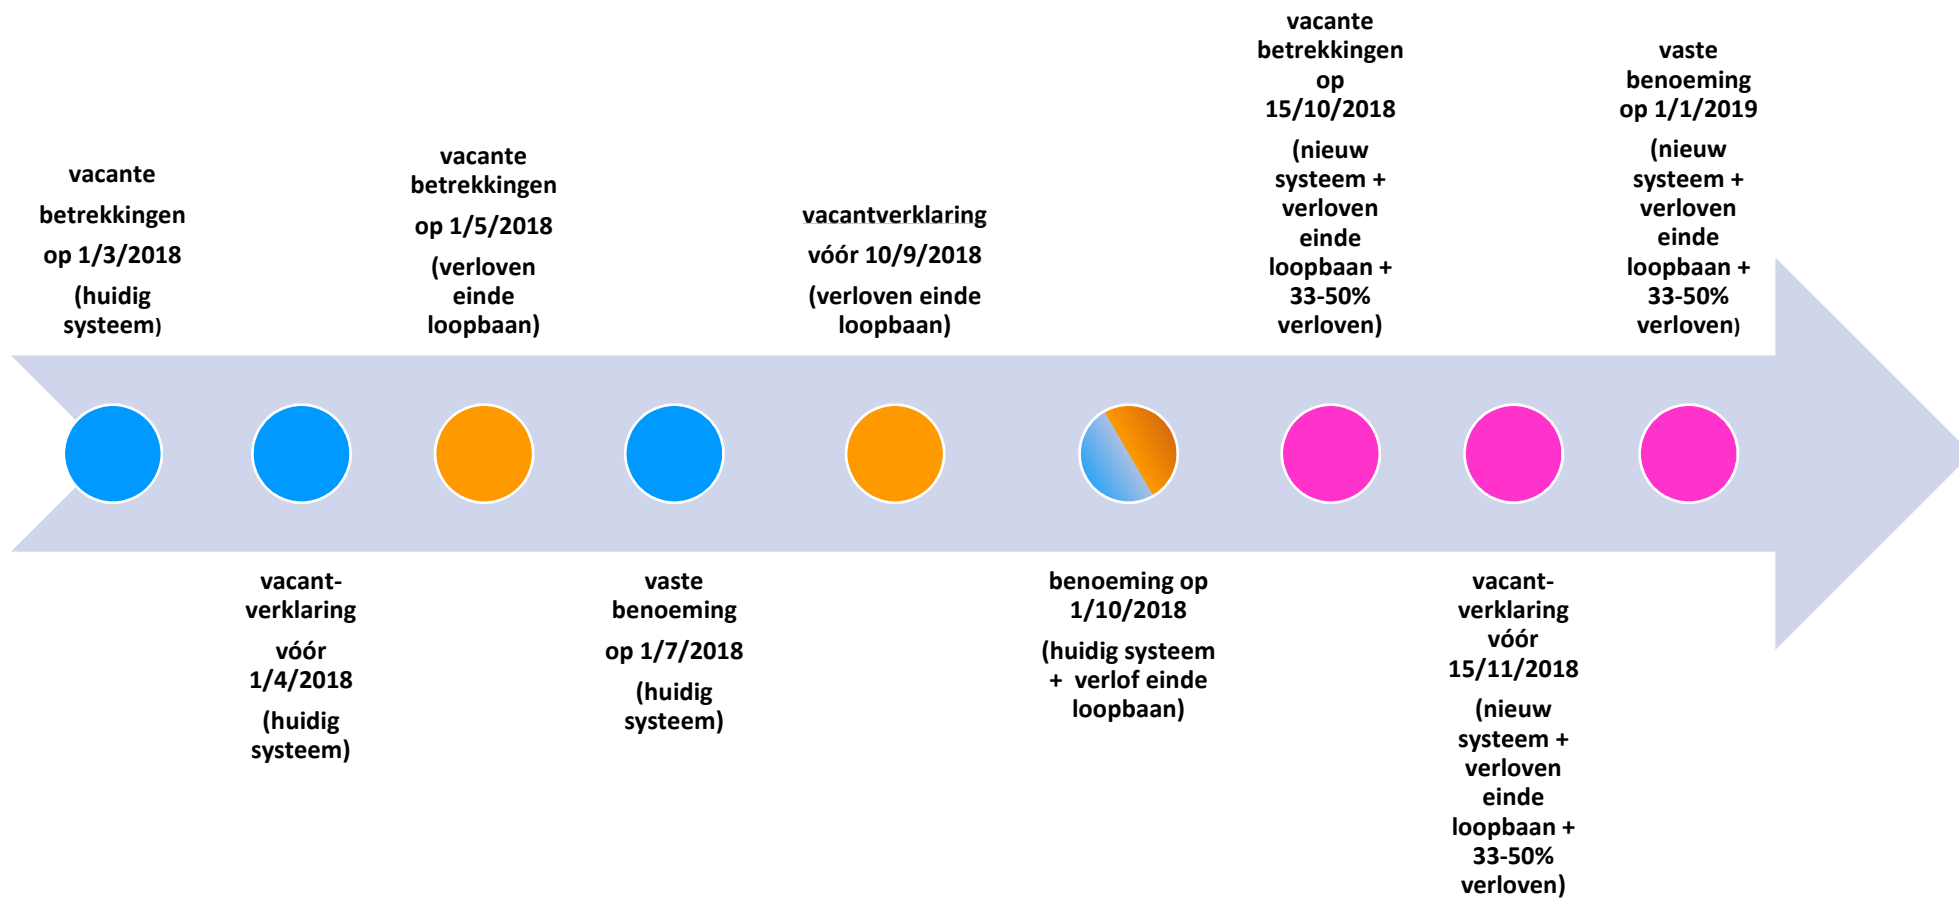 vacante
betrekkingen
op 1/3/2018
(huidig
systeem)
vacant-
verklaring
vóór
1/4/2018
(huidig
systeem)
vacante
betrekkingen
op 1/5/2018
(verloven
einde
loopbaan)
vaste
benoeming
op 1/7/2018
(huidig
systeem)
vacantverklaring
vóór 10/9/2018
(verloven einde
loopbaan)
benoeming op
1/10/2018
(huidig systeem
+ verlof einde
loopbaan)
vacante
betrekkingen
op
15/10/2018
(nieuw
systeem +
verloven
einde
loopbaan +
33-50%
verloven)
vacant-
verklaring
vóór
15/11/2018
(nieuw
systeem +
verloven
einde
loopbaan +
33-50%
verloven)
vaste
benoeming
op 1/1/2019
(nieuw
systeem +
verloven
einde
loopbaan +
33-50%
verloven)